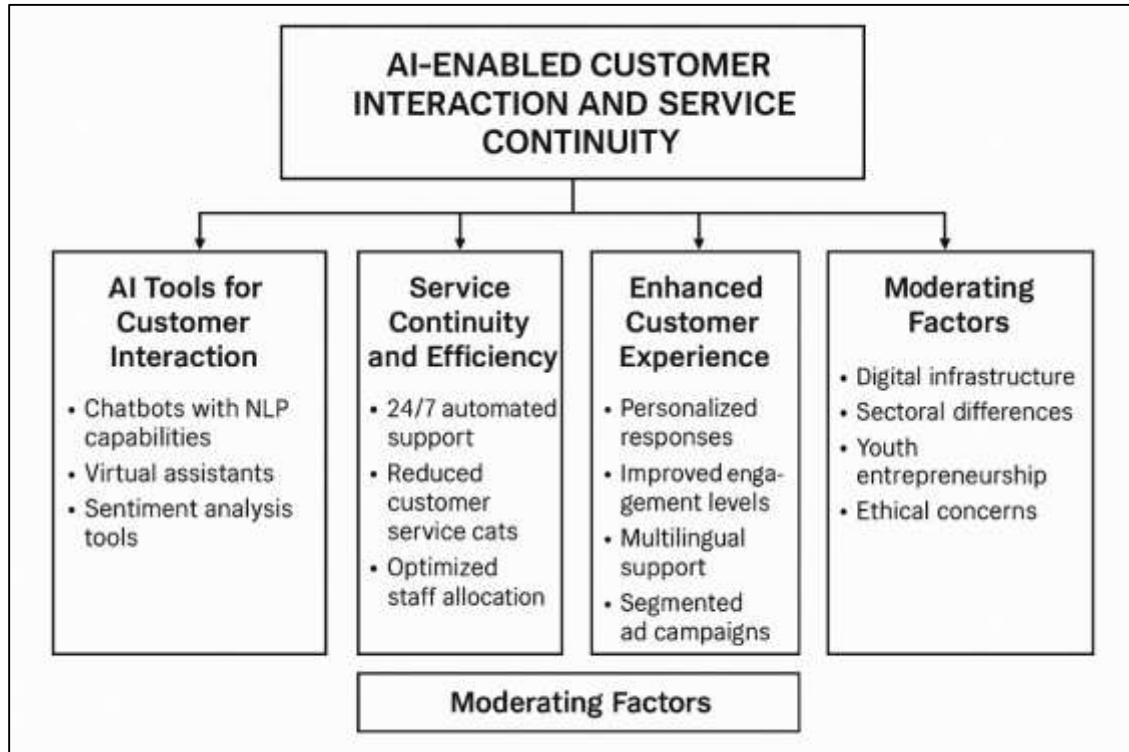 AI-ENABLED CUSTOMER
INTERACTION AND SERVICE
CONTINUITY
AI Tools for
Customer
Interaction
• Chatbots with NLP
capabilities
• Virtual assistants
• Sentiment analysis
tools
Service
Continuity
and Efficiency
• 24/7 automated
support
• Reduced
customer
service cats
• Optimized
staff allocation
Enhanced
Customer
Experience
• Personalized
responses
• Improved enga-
gement levels
• Multilingual
support
• Segmented
ad campaigns
Moderating
Factors
• Digital infrastructure
• Sectoral differences
• Youth
entrepreneurship
• Ethical concerns
Moderating Factors